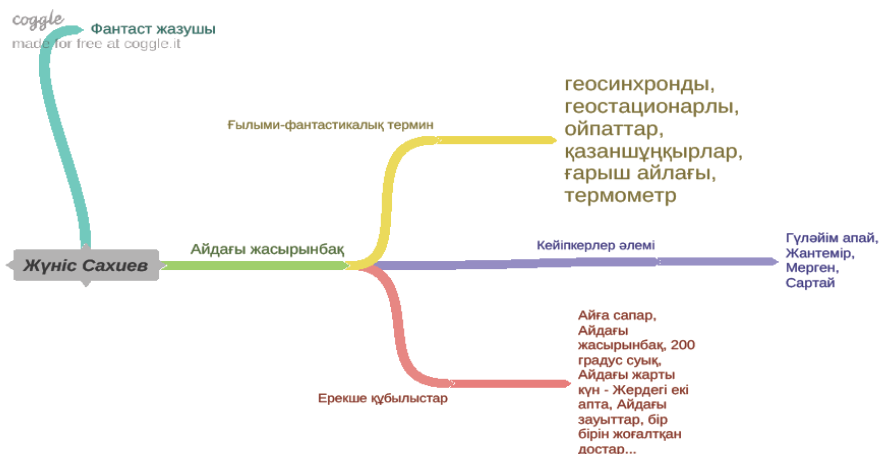 coggle
made for free at coggle.it
Фантаст жазушы
геосинхронды,
геостационарлы,
ойпаттар,
қазаншұңқырлар,
ғарыш айлағы,
термометр
Ғылыми-фантастикалық термин
Айдағы жасырынбақ
Кейіпкерлер әлемі
Гүләйім апай,
Жантемір,
Мерген,
Сартай
Жүніс Сахиев
Айға сапар,
Айдағы
жасырынбақ, 200
градус суық,
Айдағы жарты
күн - Жердегі екі
апта, Айдағы
зауыттар, бір
бірін жоғалтқан
достар...
Ерекше құбылыстар